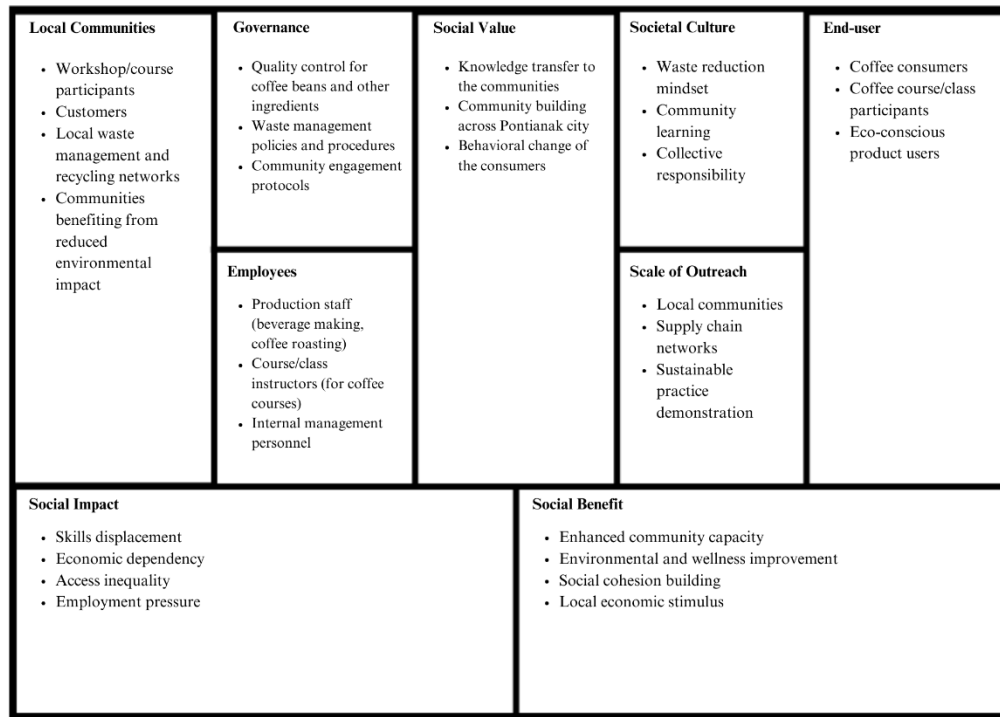 Local Communities
• Workshop/course
participants
• Customers
• Local waste
management and
recycling networks
• Communities
benefiting from
reduced
environmental
impact
Governance
• Quality control for
coffee beans and other
ingredients
• Waste management
policies and procedures
• Community engagement
protocols
Employees
• Production staff
(beverage making,
coffee roasting)
• Course/class
instructors (for coffee
courses)
• Internal management
personnel
Social Value
• Knowledge transfer to
the communities
• Community building
across Pontianak city
• Behavioral change of
the consumers
Societal Culture
• Waste reduction
mindset
• Community
learning
• Collective
responsibility
Scale of Outreach
• Local communities
• Supply chain
networks
• Sustainable
practice
demonstration
End-user
• Coffee consumers
• Coffee course/class
participants
• Eco-conscious
product users
Social Impact
• Skills displacement
• Economic dependency
• Access inequality
• Employment pressure
Social Benefit
• Enhanced community capacity
• Environmental and wellness improvement
• Social cohesion building
• Local economic stimulus